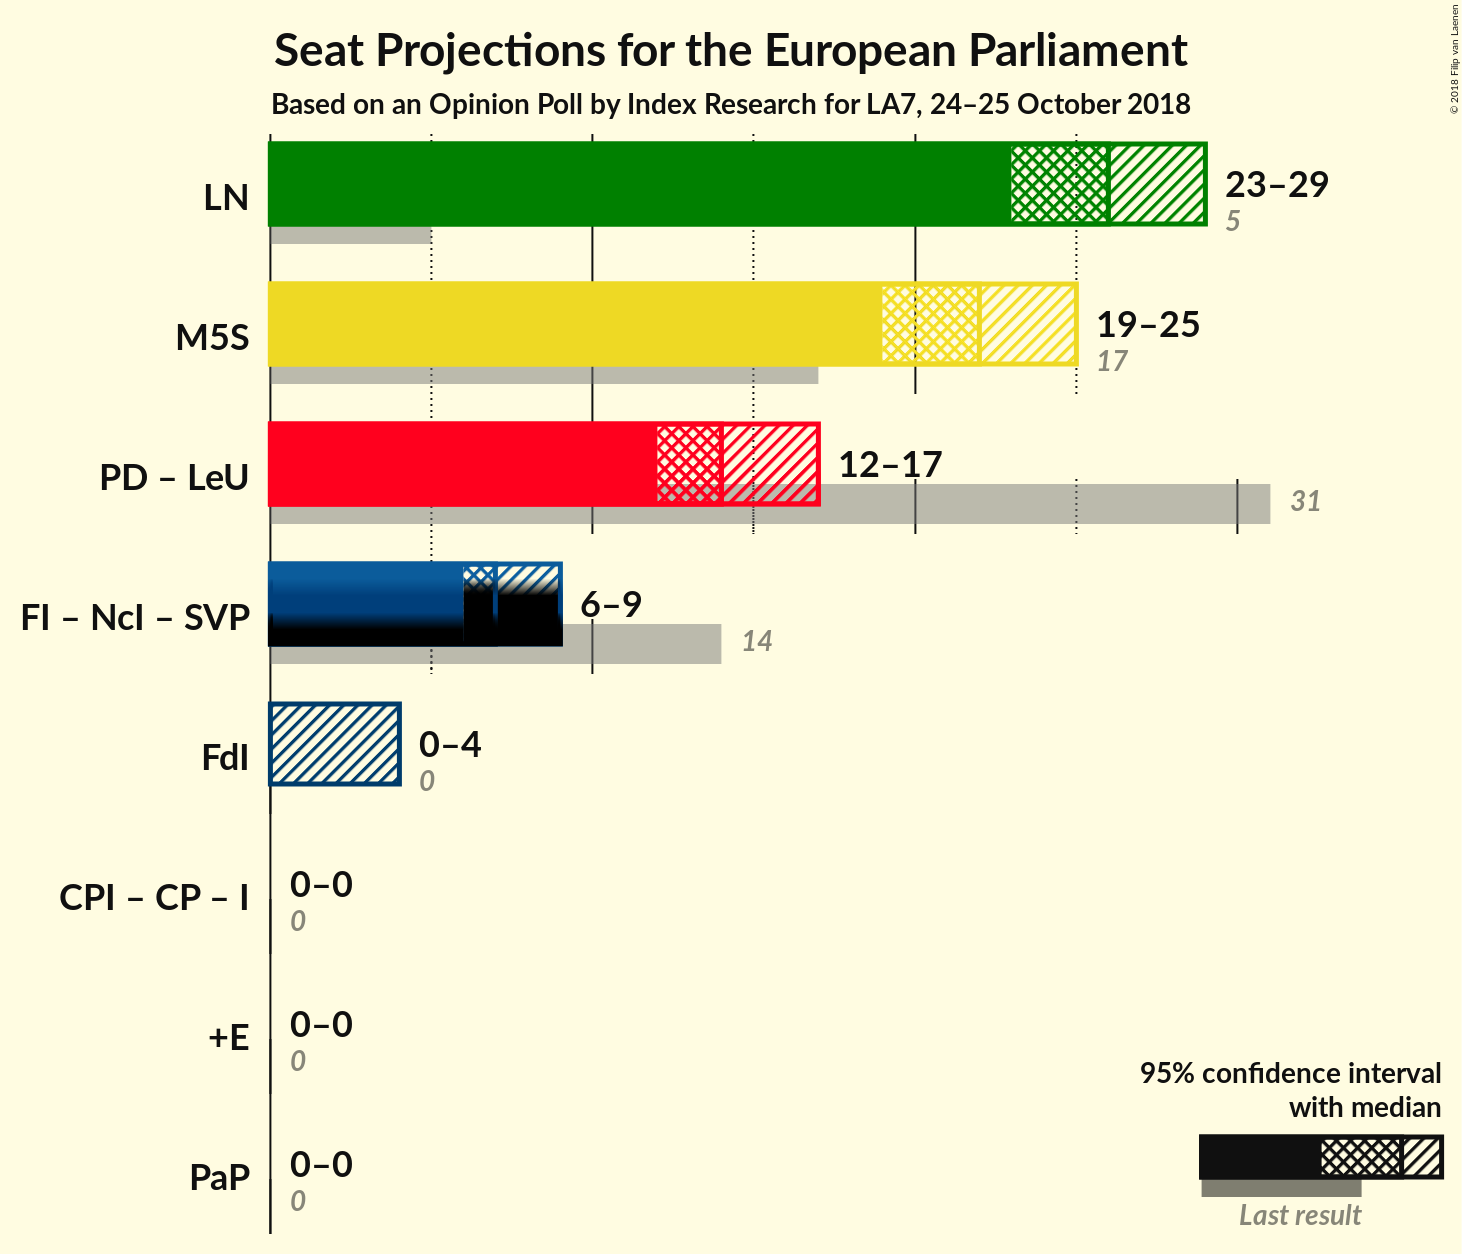 Seat Projections for the European Parliament
Based on an Opinion Poll by Index Research for LA7, 24–25 October 2018
© 2018 Filip van Laenen
LN
23–29
5
M5S
19–25
17
PD – LeU
12–17
31
FI – NcI – SVP
6–9
14
FdI
0–4
0
CPI – CP – I
0–0
0
+E
0–0
0
PaP
0–0
0
95% confidence interval
with median
Last result